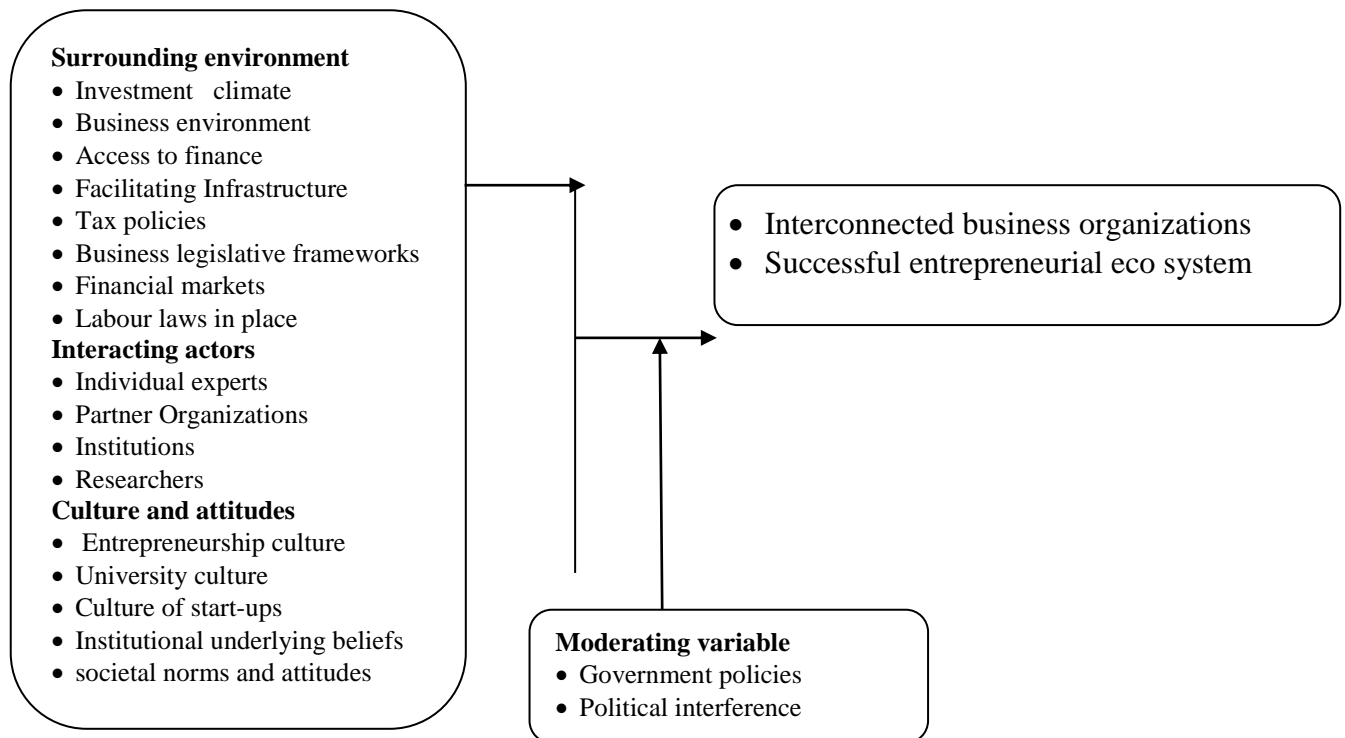 Surrounding environment
• Investment climate
• Business environment
• Access to finance
• Facilitating Infrastructure
• Tax policies
• Business legislative frameworks
• Financial markets
• Labour laws in place
Interacting actors
• Individual experts
• Partner Organizations
• Institutions
• Researchers
Culture and attitudes
• Entrepreneurship culture
• University culture
• Culture of start-ups
• Institutional underlying beliefs
• societal norms and attitudes
• Interconnected business organizations
• Successful entrepreneurial eco system
Moderating variable
• Government policies
• Political interference